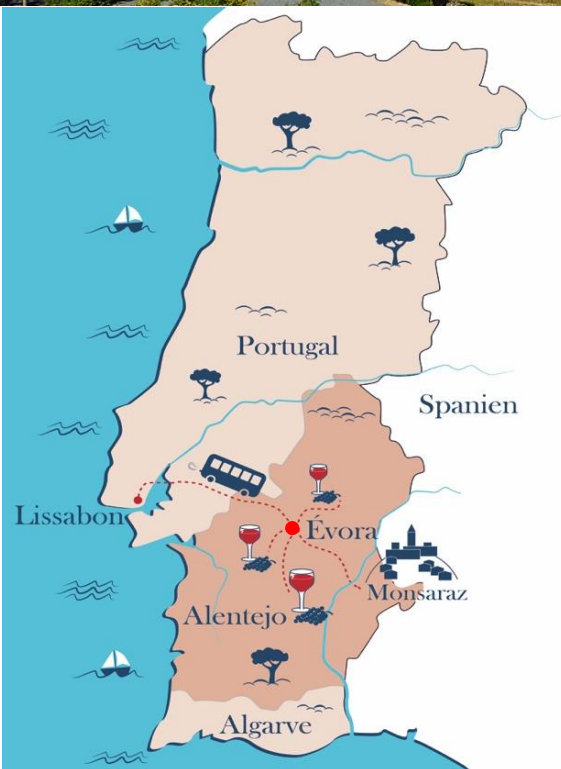 Portugal
Spanien
Lissabon
Évora
Monsaraz
Alentejo
Algarve